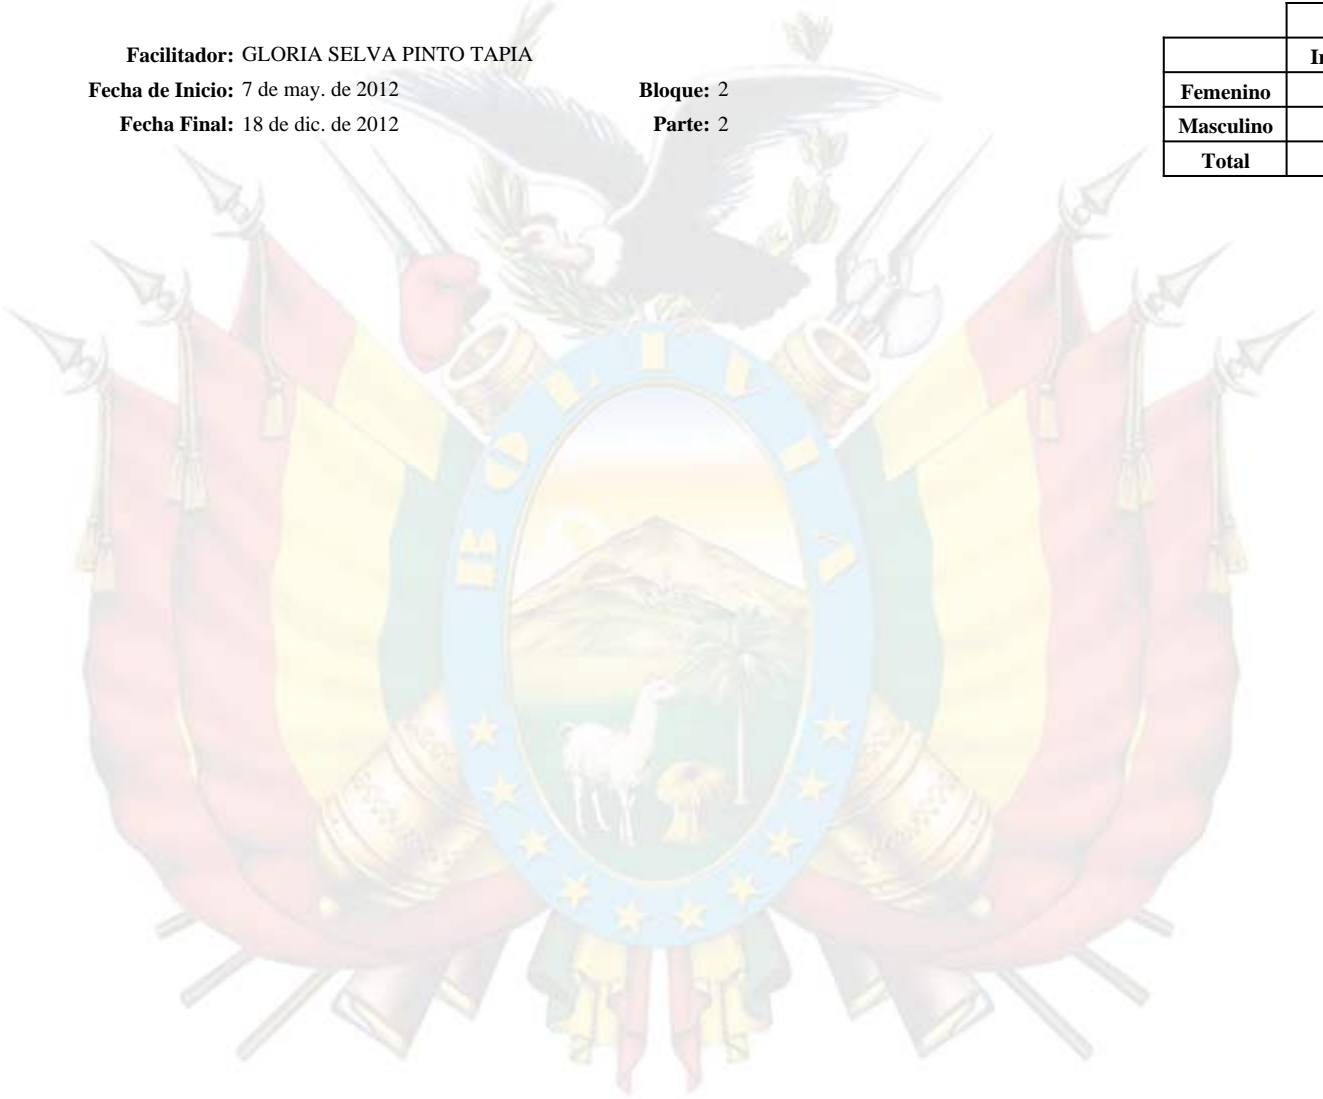 Facilitador: GLORIA SELVA PINTO TAPIA
Fecha de Inicio: 7 de may. de 2012 Bloque: 2
Fecha Final: 18 de dic. de 2012 Parte: 2
Femenino
Masculino
Total
BOLIVIA